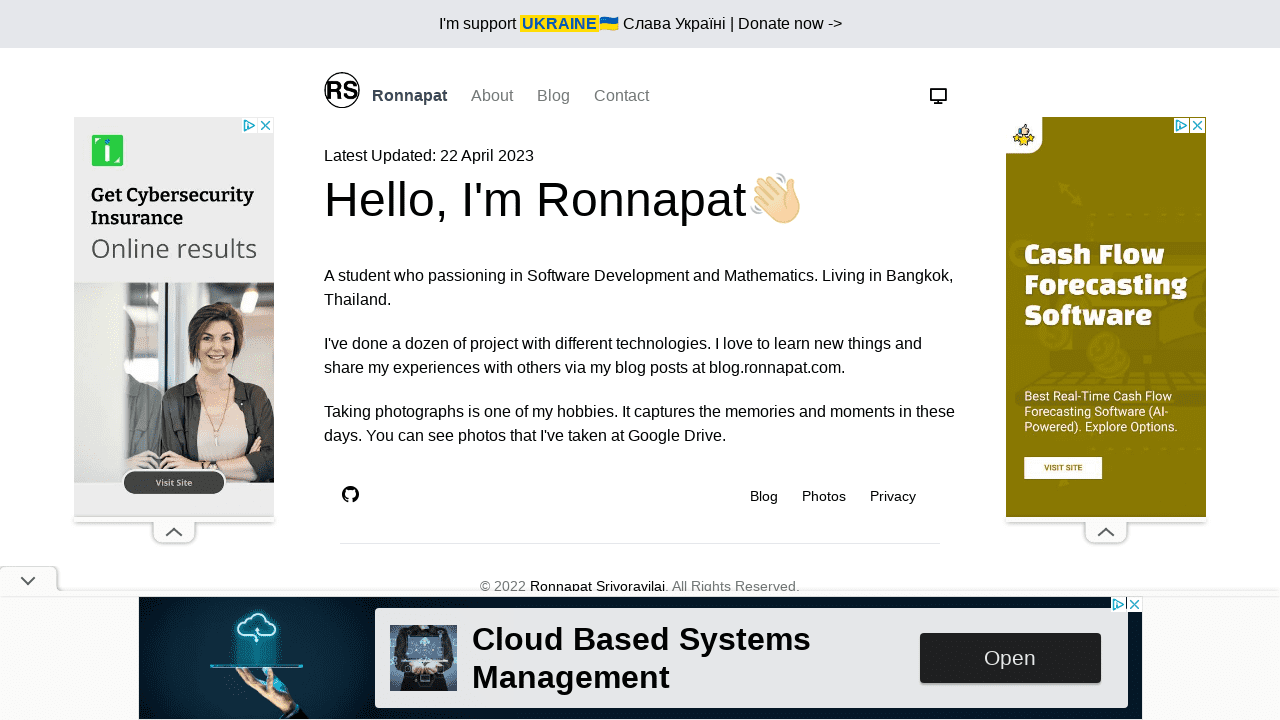 I'm support UKRAINE🇺🇦 Слава Україні | Donate now ->
RS
Ronnapat About Blog Contact
Latest Updated: 22 April 2023
Hello, I'm Ronnapat👋
A student who passioning in Software Development and Mathematics. Living in Bangkok,
Thailand.
I've done a dozen of project with different technologies. I love to learn new things and
share my experiences with others via my blog posts at blog.ronnapat.com.
Taking photographs is one of my hobbies. It captures the memories and moments in these
days. You can see photos that I've taken at Google Drive.
Blog Photos Privacy
© 2022 Ronnapat Srivoravilai. All Rights Reserved.
Get Cybersecurity
Insurance
Online results
Visit Site
Cash Flow
Forecasting
Software
Best Real-Time Cash Flow
Forecasting Software (AI-
Powered). Explore Options.
VISIT SITE
Cloud Based Systems
Management
Open